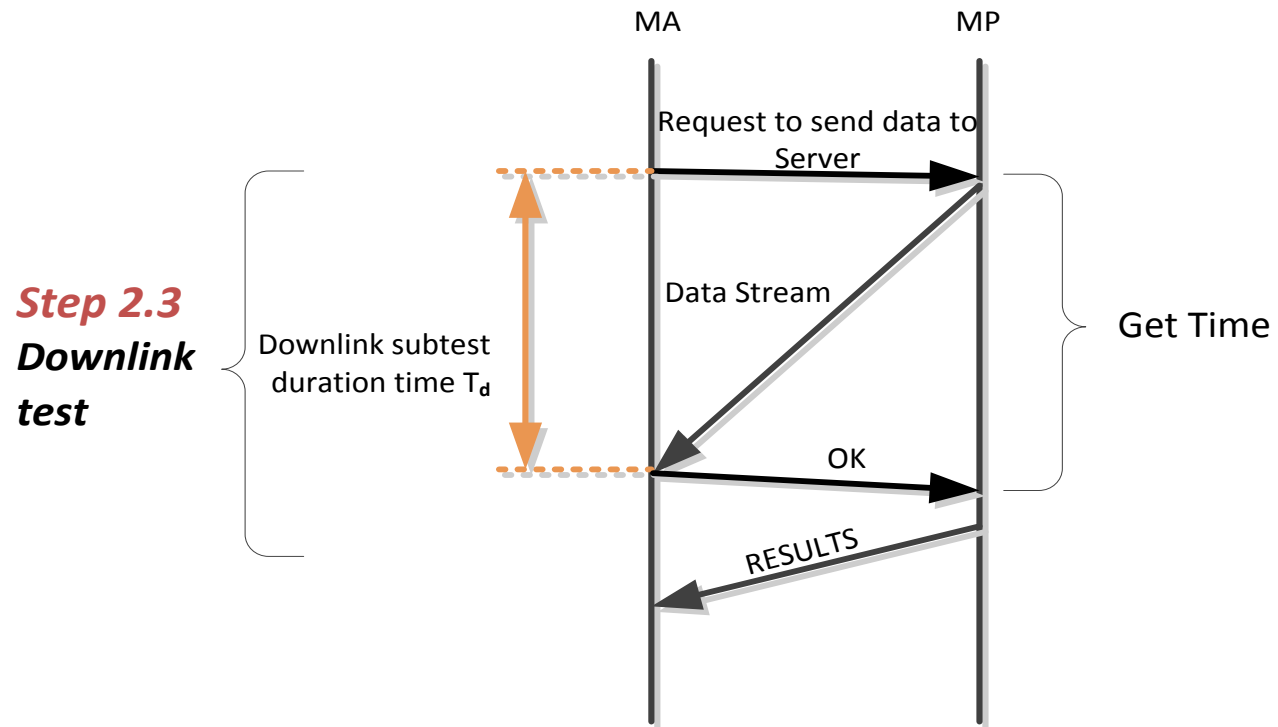 MA
MP
Request to send data to
Server
Step 2.3
Downlink
test
Downlink subtest
duration time Td
Data Stream
Get Time
OK
RESULTS